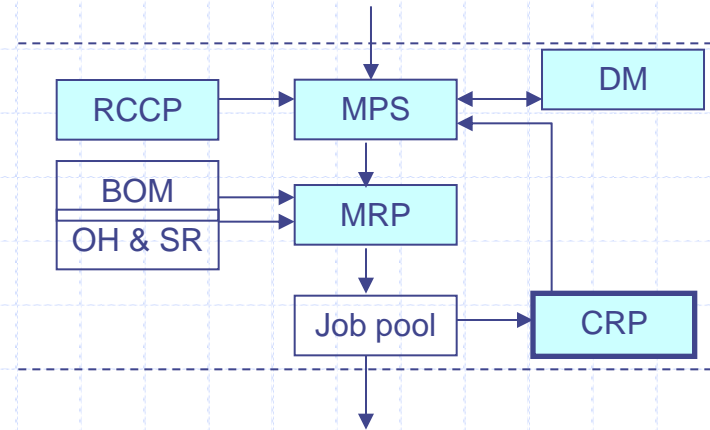 DM
RCCP
MPS
BOM
MRP
OH & SR
Job pool
CRP